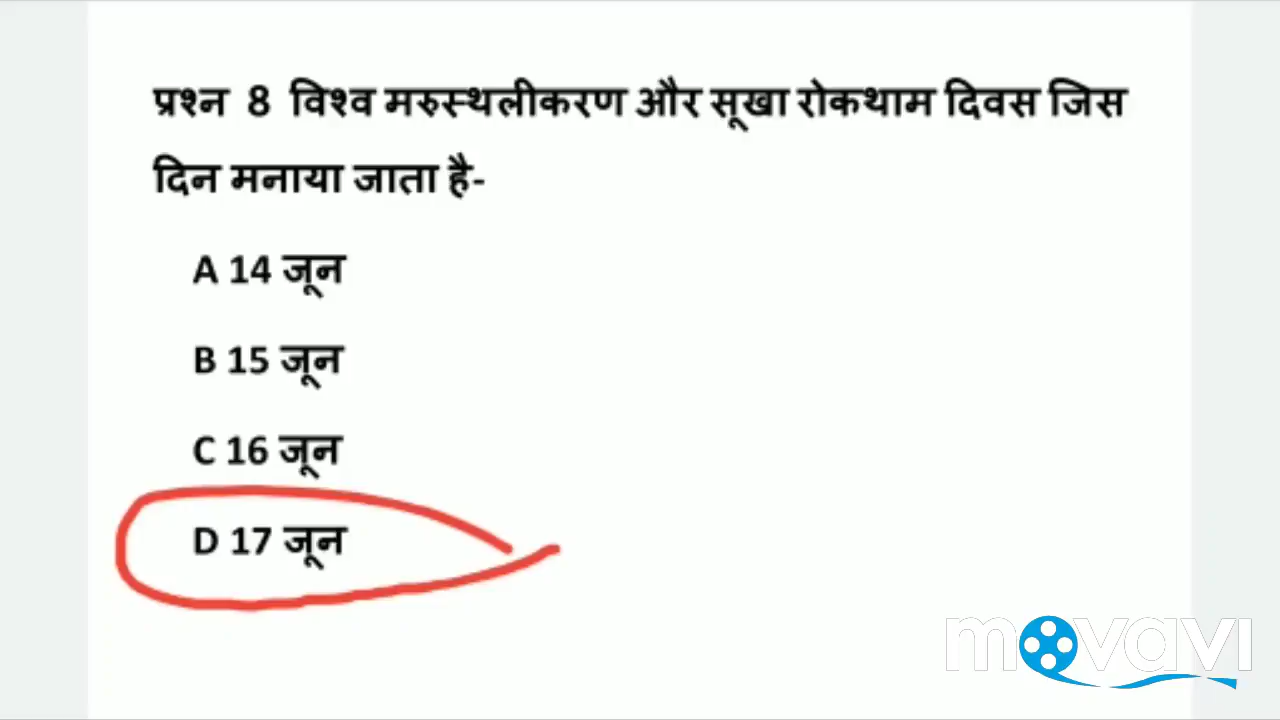 प्रश्न 8 विश्व मरुस्थलीकरण और सूखा रोकथाम दिवस जिस
दिन मनाया जाता है-
A 14 जून
B 15 जून
C 16 जून
D 17 जून
movavi